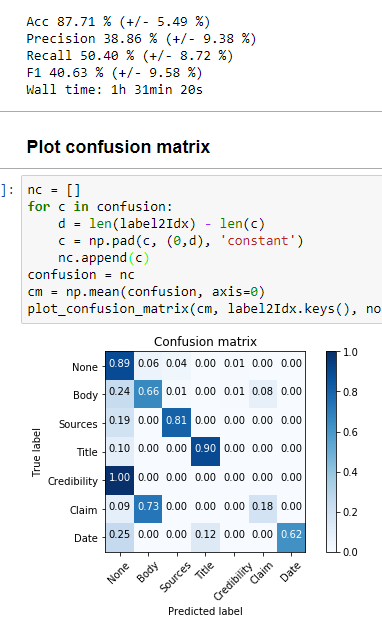 Acc 87.71 % (+/- 5.49 %)
Precision 38.86 % (+/- 9.38 %)
Recall 50.40 % (+/- 8.72 %)
F1 40.63 % (+/- 9.58 %)
Wall time: 1h 31min 20s
Plot confusion matrix
]: nc = []
for c in confusion:
    d = len(label2Idx) - len(c)
    c = np.pad(c, (0,d), 'constant')
    nc.append(c)
confusion = nc
cm = np.mean(confusion, axis=0)
plot_confusion_matrix(cm, label2Idx.keys(), no
Confusion matrix
None 0.89 0.06 0.04 0.00 0.01 0.00 0.00
Body 0.24 0.66 0.01 0.00 0.01 0.08 0.00
Sources 0.19 0.00 0.81 0.00 0.00 0.00 0.00
Title 0.10 0.00 0.00 0.90 0.00 0.00 0.00
Credibility 1.00 0.00 0.00 0.00 0.00 0.00 0.00
Claim 0.09 0.73 0.00 0.00 0.00 0.18 0.00
Date 0.25 0.00 0.00 0.12 0.00 0.00 0.62
True label
None Body Sources Title Credibility Claim Date
Predicted label
1.0
0.8
0.6
0.4
0.2
0.0